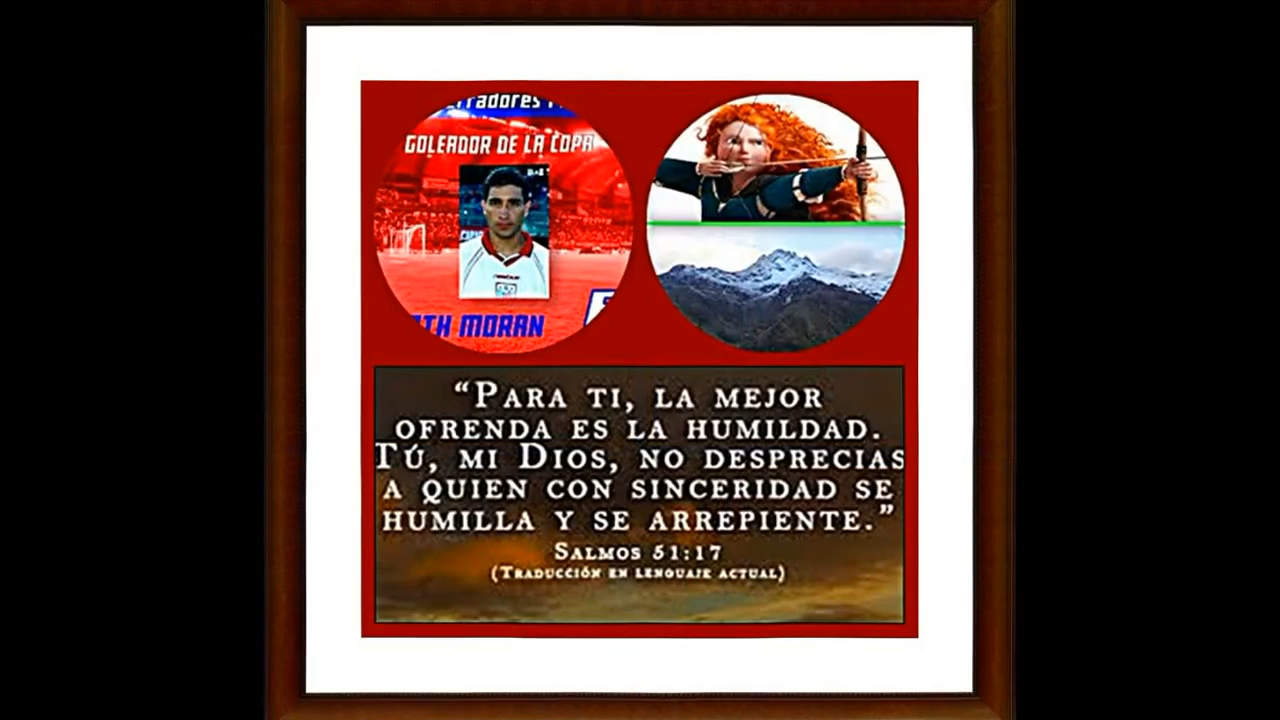 GOLEADOR DE LA COPA
MORAN
“PARA TI, LA MEJOR
OFRENDA ES LA HUMILDAD.
TÚ, MI DIOS, NO DESPRECIAS
A QUIEN CON SINCERIDAD SE
HUMILLA Y SE ARREPIENTE.”
SALMOS 51:17
(TRADUCCIÓN EN LENGUAJE ACTUAL)